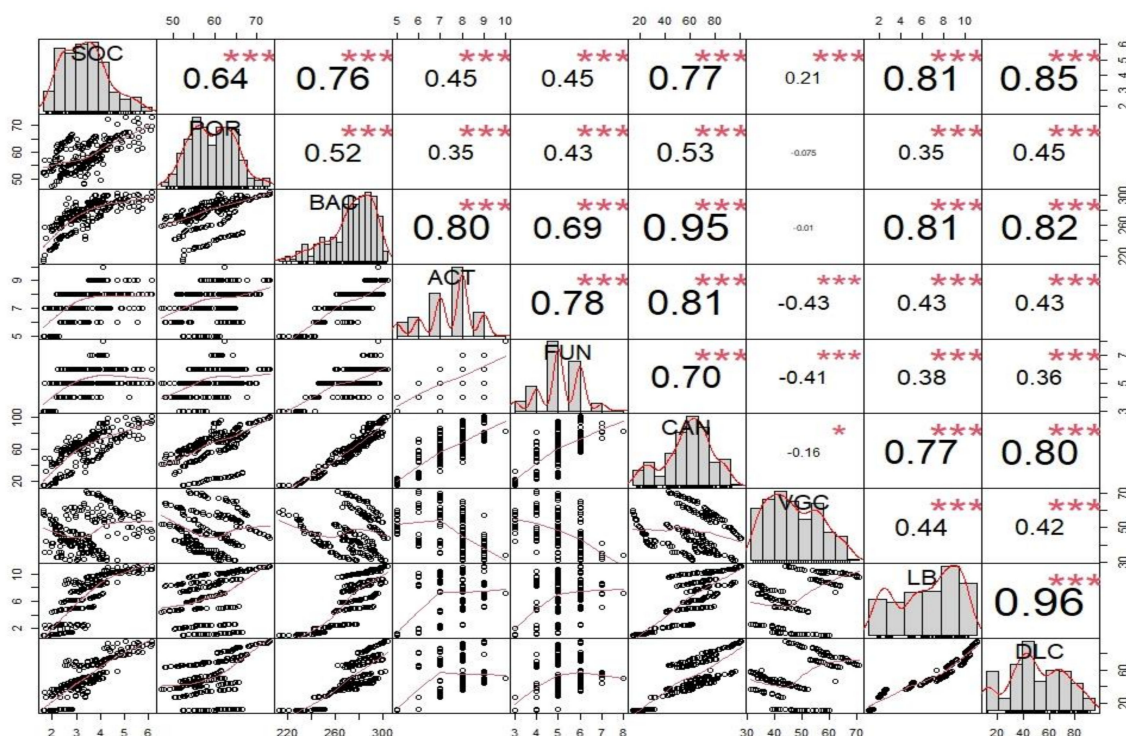 50 60 70 5 6 7 8 9 10 20 40 60 80 2 4 6 8 10
SOC *** 0.64 *** 0.76 *** 0.45 *** 0.45 *** 0.77 *** 0.21 *** 0.81 *** 0.85 2 3 4 5 6
50 60 70 POR *** 0.52 *** 0.35 *** 0.43 *** 0.53 -0.075 *** 0.35 *** 0.45
BAC *** 0.80 *** 0.69 *** 0.95 -0.01 *** 0.81 *** 0.82 220 260 300
5 7 9 ACT *** 0.78 *** 0.81 *** -0.43 *** 0.43 *** 0.43
FUN *** 0.70 *** -0.41 *** 0.38 *** 0.36 3 5 7
20 60 100 CAN * -0.16 *** 0.77 *** 0.80
VGC *** 0.44 *** 0.42 30 50 70
2 6 10 LB *** 0.96
DLC 20 60
2 3 4 5 6 220 260 300 3 4 5 6 7 8 30 40 50 60 70 20 40 60 80